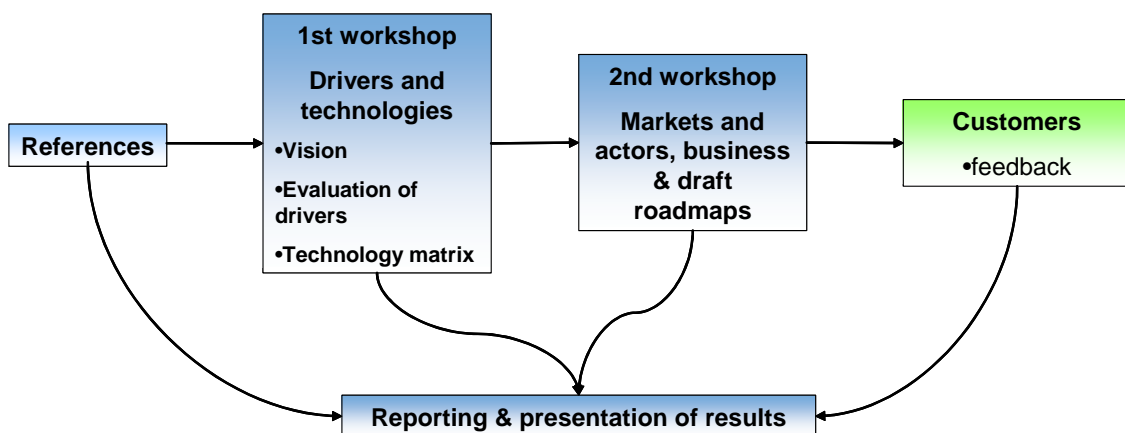 References
1st workshop
Drivers and
technologies
•Vision
•Evaluation of
drivers
•Technology matrix
2nd workshop
Markets and
actors, business
& draft
roadmaps
Customers
•feedback
Reporting & presentation of results